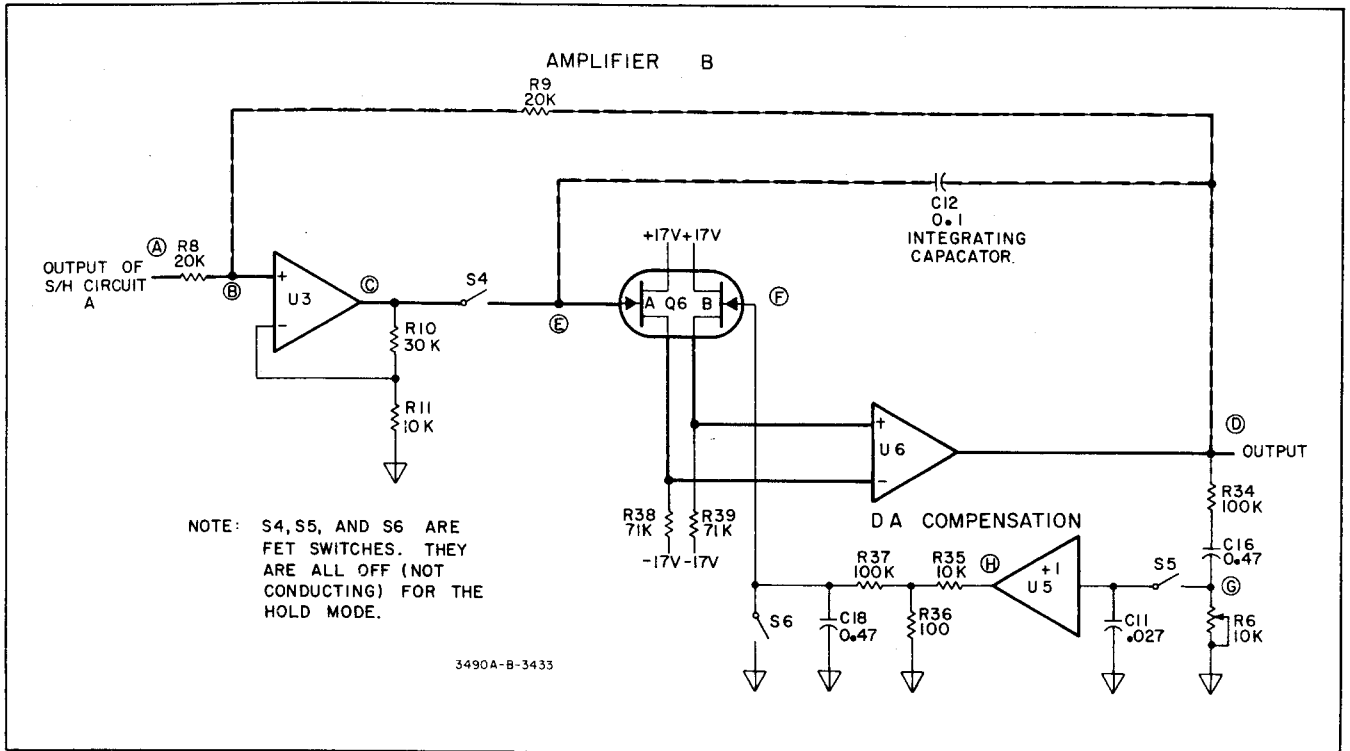 AMPLIFIER B
R9
20K
C12
0.1
INTEGRATING
CAPACATOR.
+17V +17V
Ⓐ R8
20K
OUTPUT OF
S/H CIRCUIT
A
Ⓑ
+
U3
-
Ⓒ
S4
Ⓔ
A Q6 B
Ⓕ
R10
30K
R11
10K
+
U6
-
Ⓓ
OUTPUT
R34
100K
NOTE: S4, S5, AND S6 ARE
FET SWITCHES. THEY
ARE ALL OFF (NOT
CONDUCTING) FOR THE
HOLD MODE.
R38
71K
R39
71K
-17V -17V
DA COMPENSATION
C16
0.47
R37
100K
R35
10K
Ⓗ
+1
U5
S5
Ⓖ
S6
C18
0.47
R36
100
C11
.027
R6
10K
3490A-B-3433